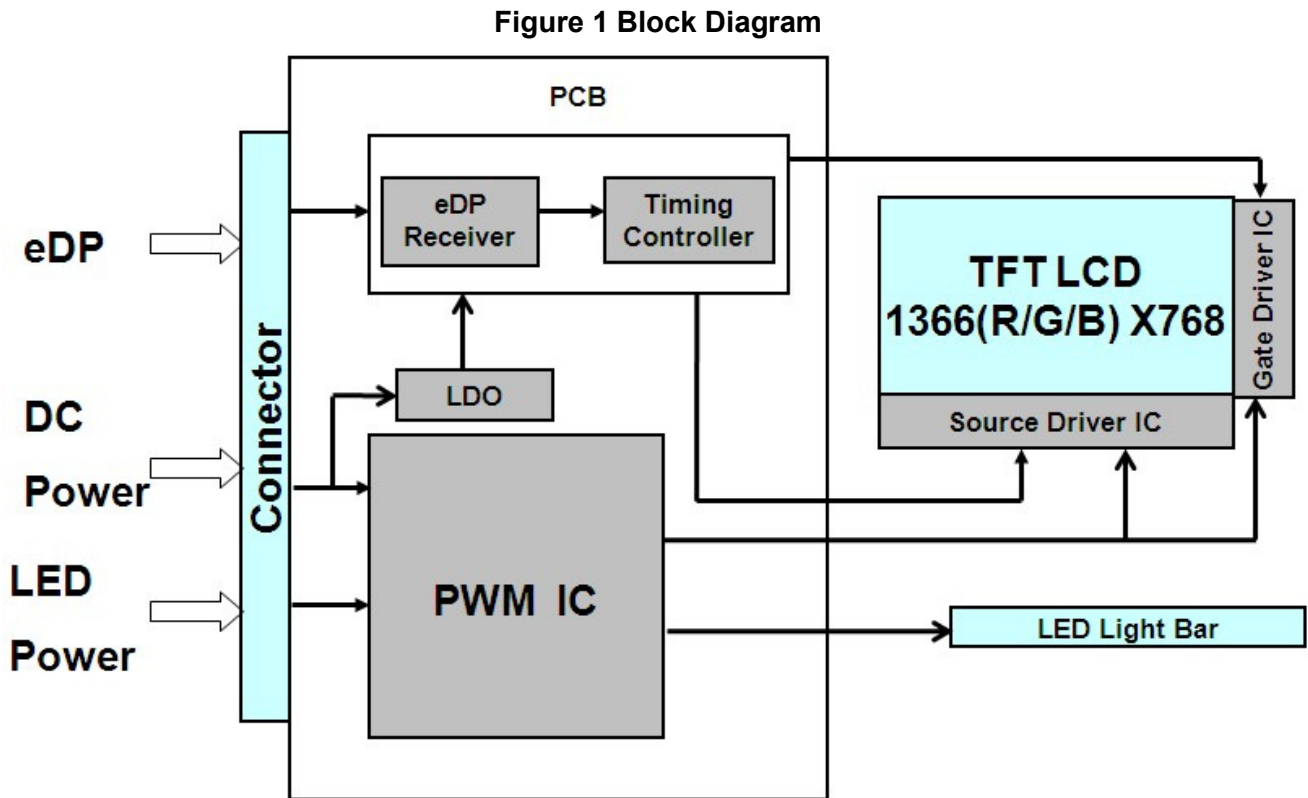 Figure 1 Block Diagram
PCB
eDP
Receiver
Timing
Controller
eDP
Connector
LDO
DC
Power
PWM IC
LED
Power
TFT LCD
1366(R/G/B) X768
Gate Driver IC
Source Driver IC
LED Light Bar